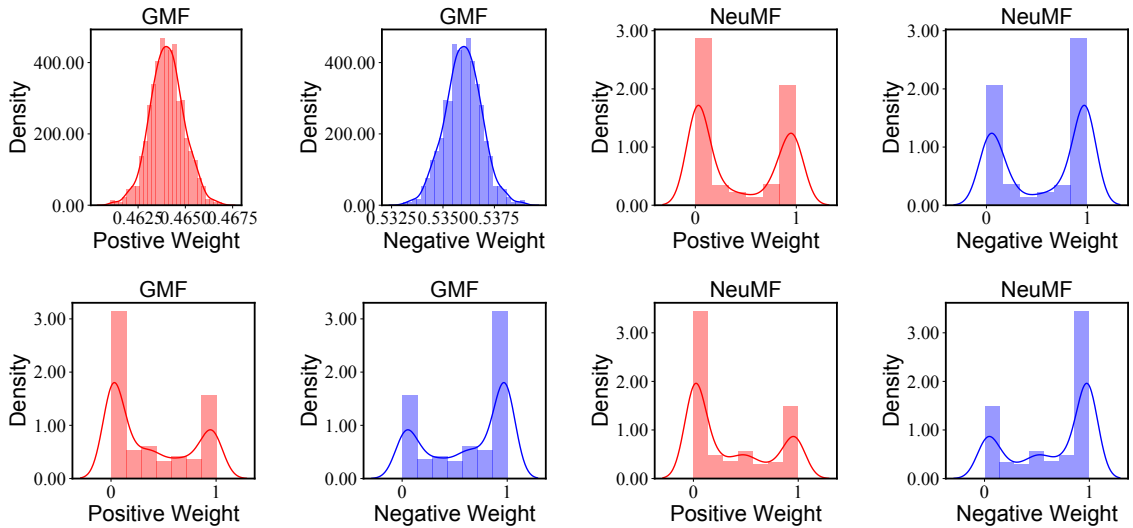 GMF
400.00
200.00
0.00
Density
0.4625
0.4650
0.4675
Postive Weight
GMF
400.00
200.00
0.00
Density
0.5325
0.5350
0.5375
Negative Weight
NeuMF
3.00
2.00
1.00
0.00
Density
0 1
Postive Weight
NeuMF
3.00
2.00
1.00
0.00
Density
0 1
Negative Weight
GMF
3.00
2.00
1.00
0.00
Density
0 1
Positive Weight
GMF
3.00
2.00
1.00
0.00
Density
0 1
Negative Weight
NeuMF
3.00
2.00
1.00
0.00
Density
0 1
Positive Weight
NeuMF
3.00
2.00
1.00
0.00
Density
0 1
Negative Weight